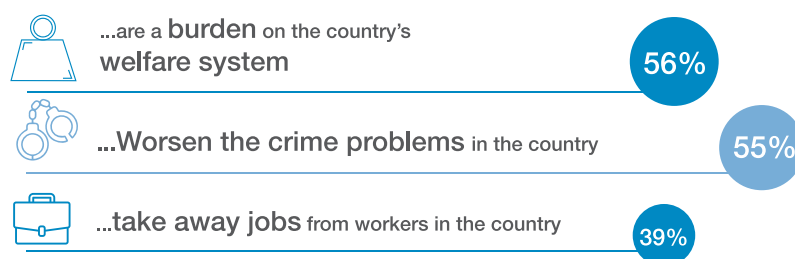 ...are a burden on the country's
welfare system
56%
...Worsen the crime problems in the country
55%
...take away jobs from workers in the country
39%